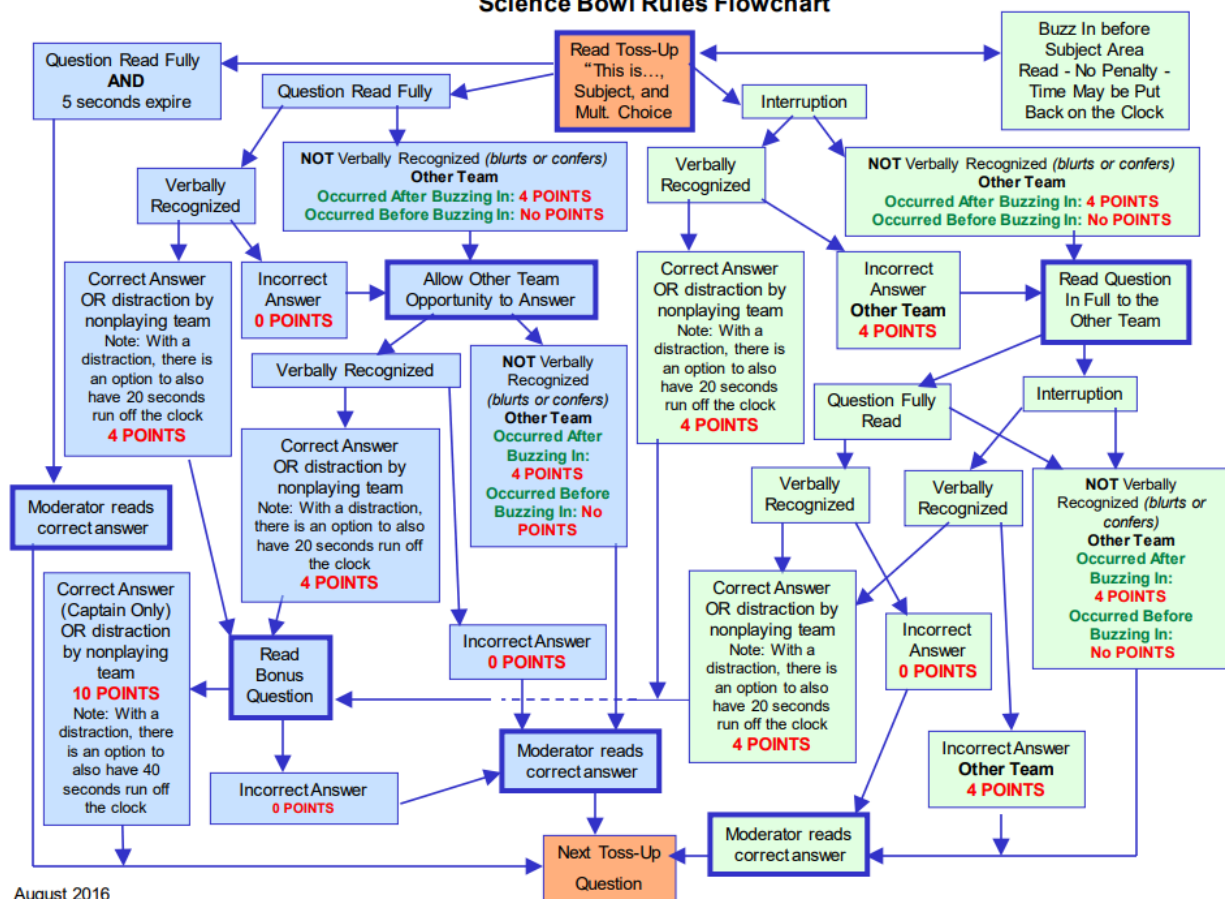 Science Bowl Rules Flowchart
Question Read Fully
AND
5 seconds expire
Question Read Fully
Read Toss-Up
“This is…,
Subject, and
Mult. Choice
Interruption
Buzz In before
Subject Area
Read - No Penalty -
Time May be Put
Back on the Clock
Verbally
Recognized
NOT Verbally Recognized (blurts or confers)
Other Team
Occurred After Buzzing In: 4 POINTS
Occurred Before Buzzing In: No POINTS
Verbally
Recognized
NOT Verbally Recognized (blurts or confers)
Other Team
Occurred After Buzzing In: 4 POINTS
Occurred Before Buzzing In: No POINTS
Correct Answer
OR distraction by
nonplaying team
Note: With a
distraction, there is
an option to also
have 20 seconds
run off the clock
4 POINTS
Incorrect
Answer
0 POINTS
Allow Other Team
Opportunity to Answer
Correct Answer
OR distraction by
nonplaying team
Note: With a
distraction, there is
an option to also
have 20 seconds
run off the clock
4 POINTS
Incorrect
Answer
Other Team
4 POINTS
Read Question
In Full to the
Other Team
Verbally Recognized
NOT Verbally
Recognized
(blurts or confers)
Other Team
Occurred After
Buzzing In:
4 POINTS
Occurred Before
Buzzing In: No
POINTS
Question Fully
Read
Interruption
Correct Answer
OR distraction by
nonplaying team
Note: With a distraction,
there is an option to also
have 20 seconds run off
the clock
4 POINTS
Verbally
Recognized
Verbally
Recognized
NOT Verbally
Recognized (blurts or
confers)
Other Team
Occurred After
Buzzing In:
4 POINTS
Occurred Before
Buzzing In:
No POINTS
Moderator reads
correct answer
Correct Answer
(Captain Only)
OR distraction
by nonplaying
team
10 POINTS
Note: With a
distraction, there
is an option to
also have 40
seconds run off
the clock
Read
Bonus
Question
Incorrect Answer
0 POINTS
Correct Answer
OR distraction by
nonplaying team
Note: With a
distraction, there is
an option to also
have 20 seconds
run off the clock
4 POINTS
Incorrect
Answer
0 POINTS
Incorrect Answer
0 POINTS
Moderator reads
correct answer
Incorrect Answer
Other Team
4 POINTS
Next Toss-Up
Question
Moderator reads
correct answer
August 2016